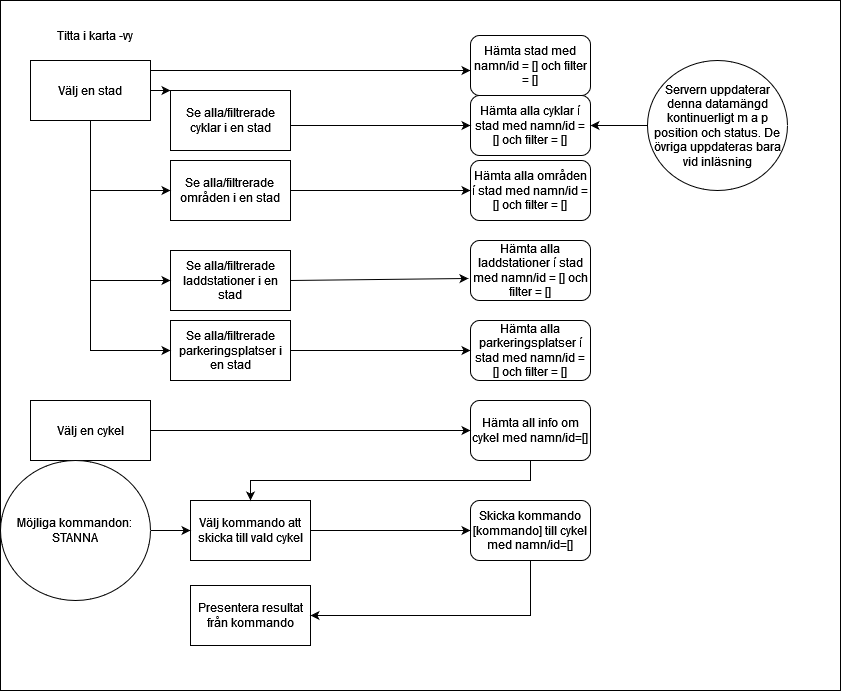 Titta i karta -vy
Välj en stad
Hämta stad med
namn/id = [] och filter
= []
Se alla/filtrerade
cyklar i en stad
Hämta alla cyklar í
stad med namn/id =
[] och filter = []
Servern uppdaterar
denna datamängd
kontinuerligt m a p
position och status. De
övriga uppdateras bara
vid inläsning
Se alla/filtrerade
områden i en stad
Hämta alla områden
í stad med namn/id =
[] och filter = []
Se alla/filtrerade
laddstationer i en
stad
Hämta alla
laddstationer í stad
med namn/id = [] och
filter = []
Se alla/filtrerade
parkeringsplatser i
en stad
Hämta alla
parkeringsplatser í
stad med namn/id =
[] och filter = []
Välj en cykel
Hämta all info om
cykel med namn/id=[]
Möjliga kommandon:
STANNA
Välj kommando att
skicka till vald cykel
Skicka kommando
[kommando] till cykel
med namn/id=[]
Presentera resultat
från kommando